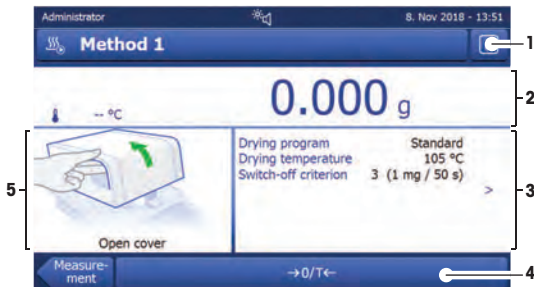 Administrator 8. Nov 2018 - 13:51
Method 1
1
0.000 g
-- °C
2
Drying program Standard
Drying temperature 105 °C
Switch-off criterion 3 (1 mg / 50 s)
>
3
5
Open cover
Measure-
ment
→0/T←
4